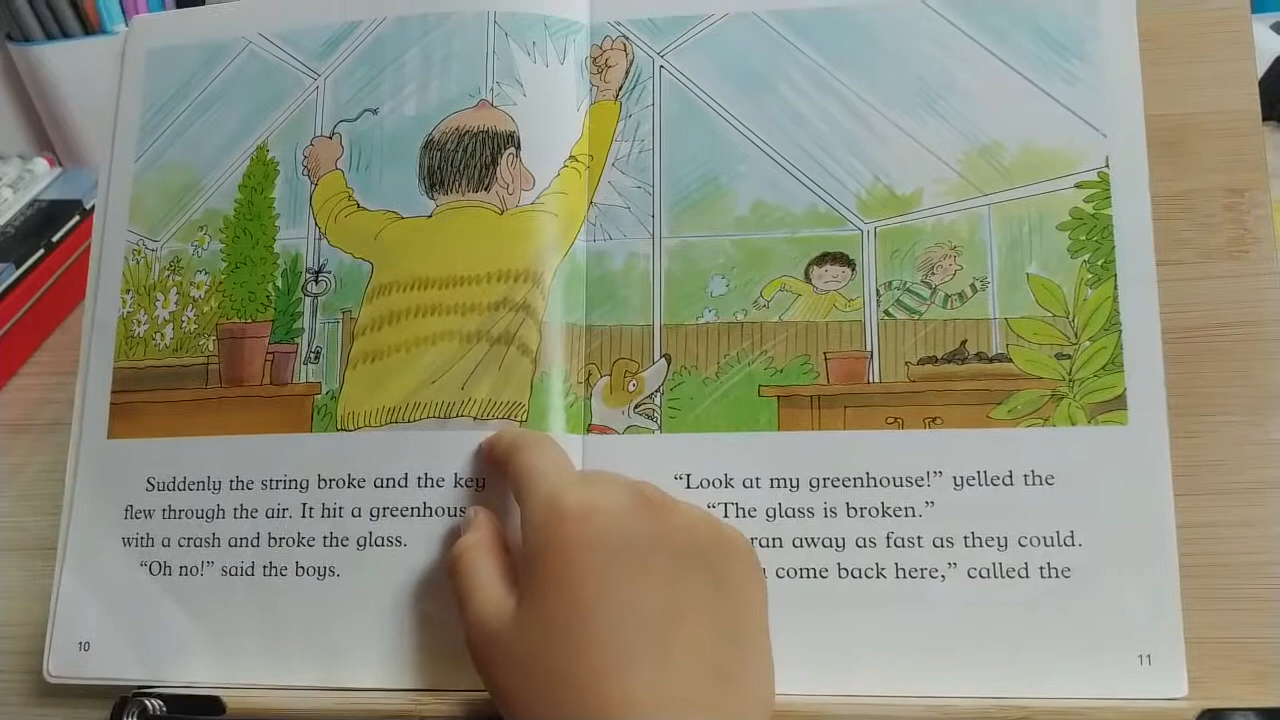 Suddenly the string broke and the key
flew through the air. It hit a greenhous
with a crash and broke the glass.
“Oh no!” said the boys.
10
“Look at my greenhouse!” yelled the
“The glass is broken.”
ran away as fast as they could.
come back here,” called the
11